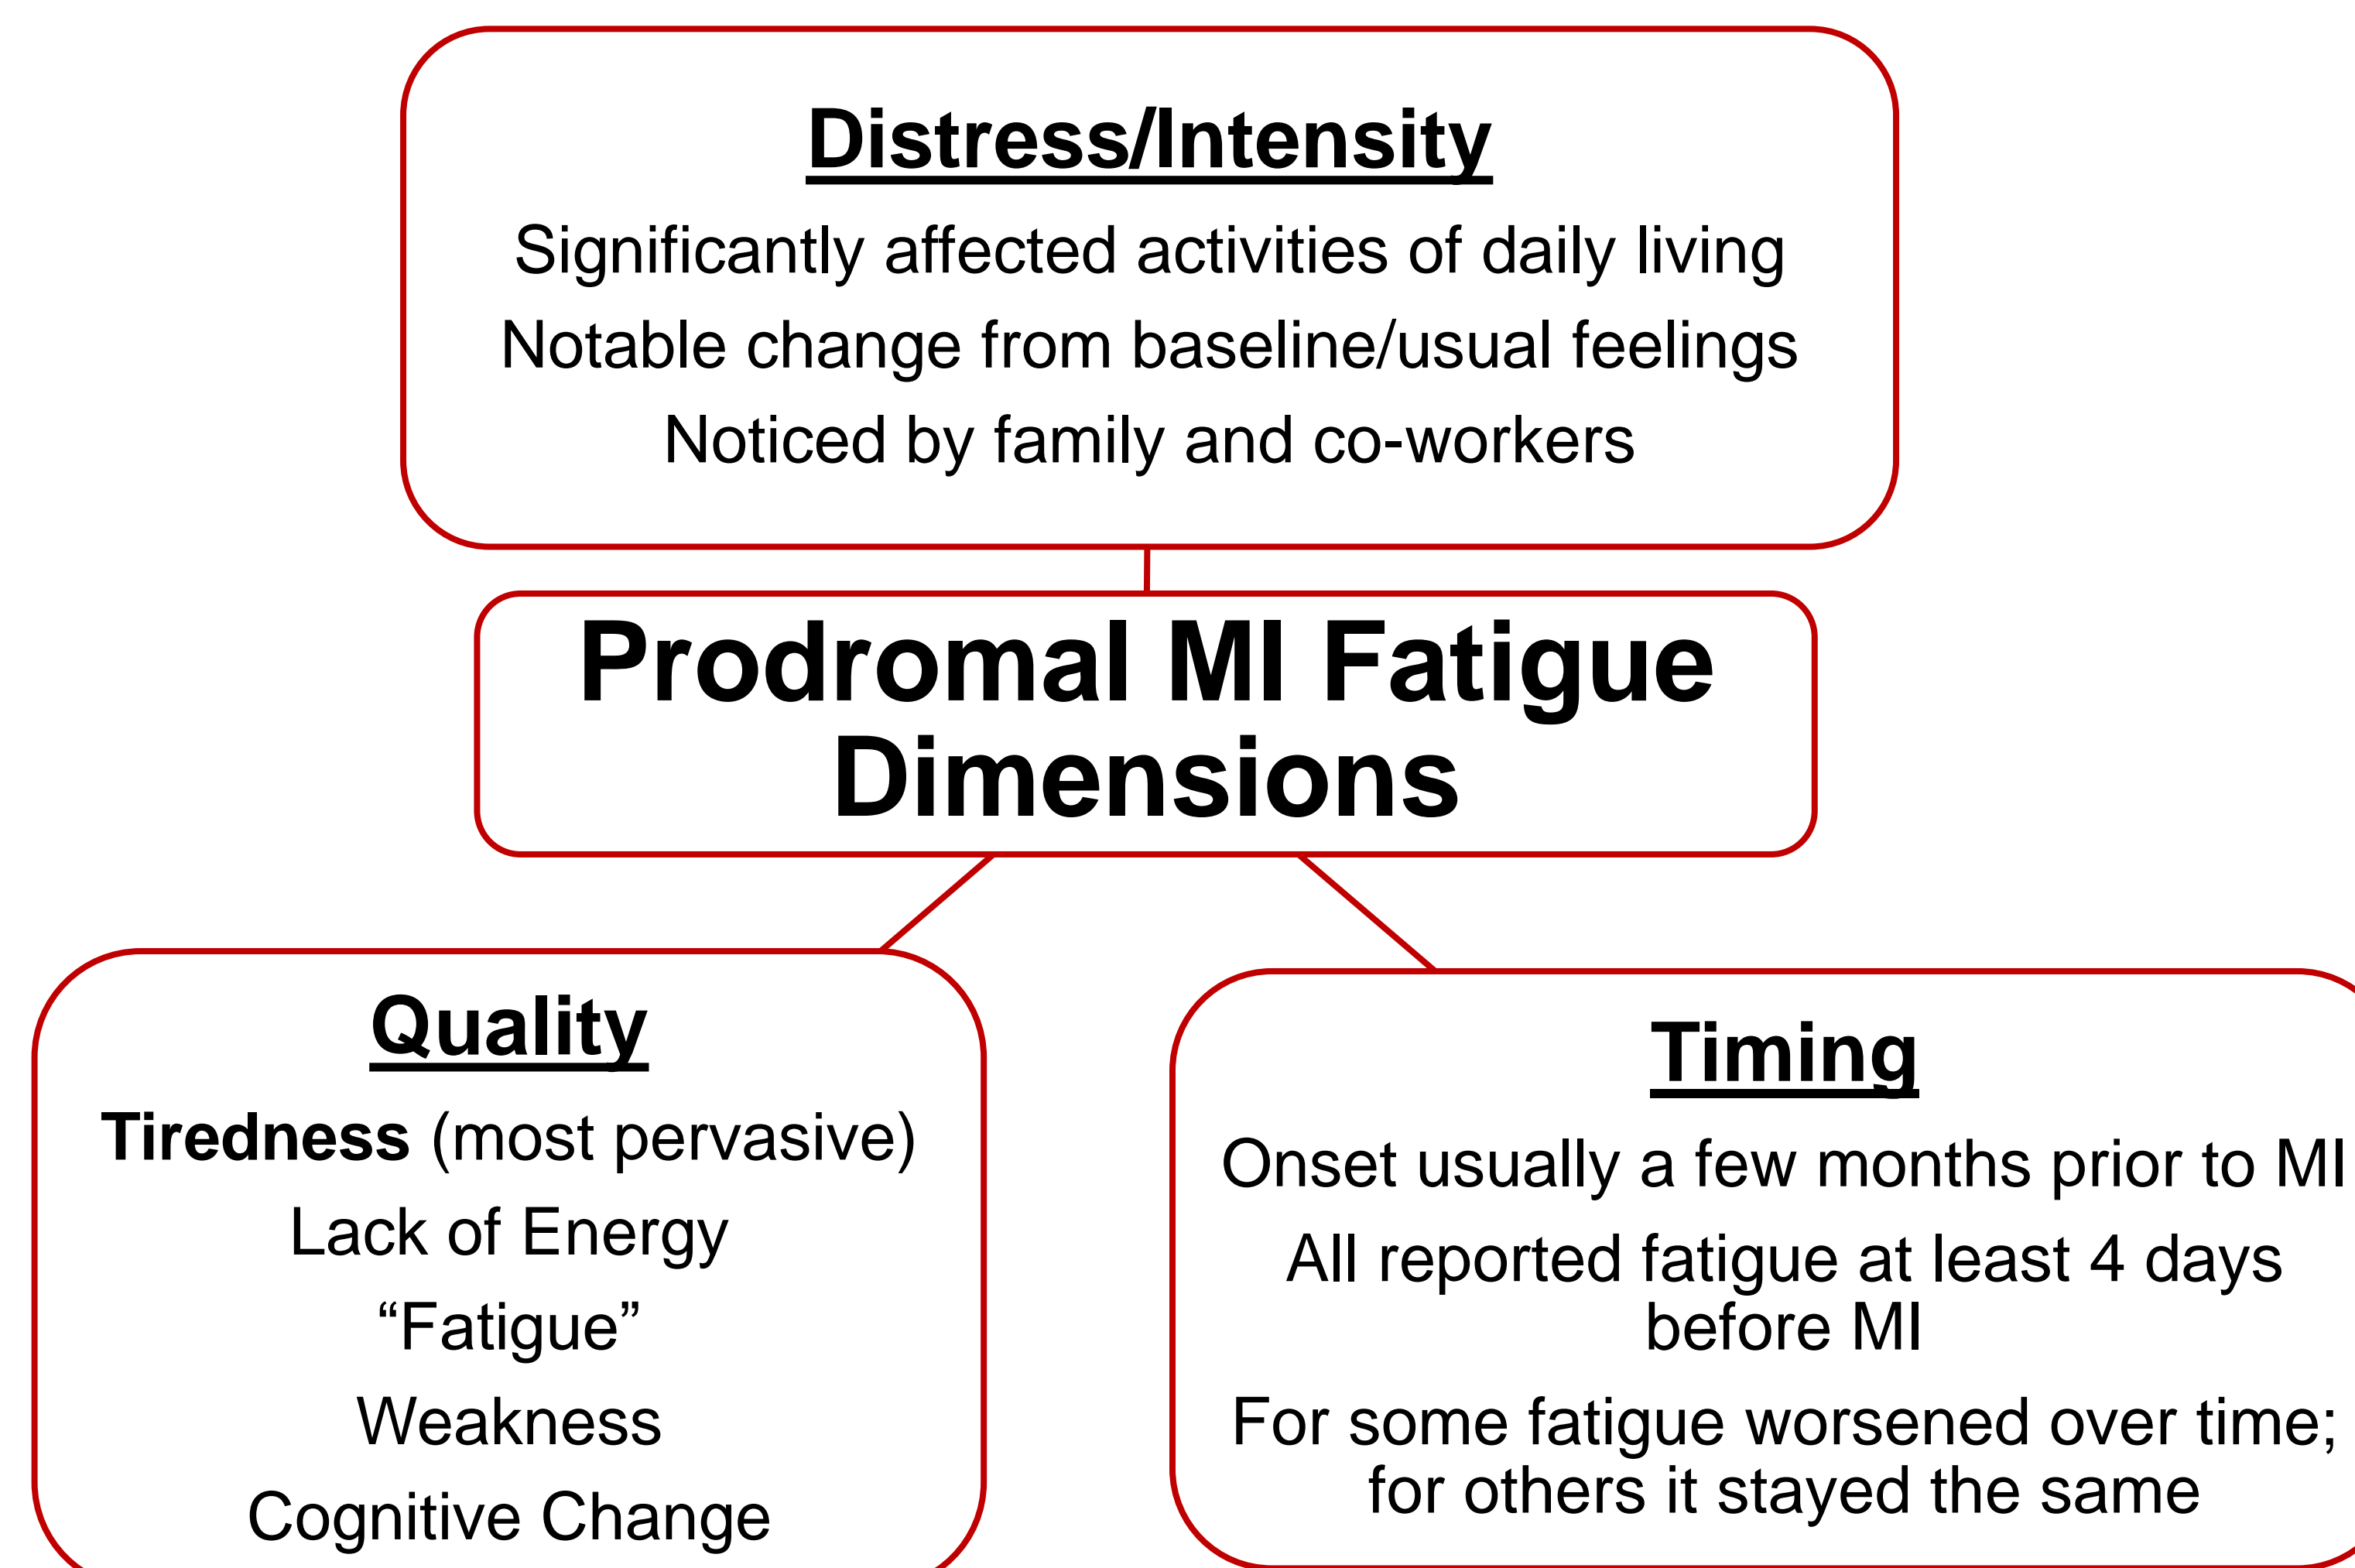 Distress/Intensity
Significantly affected activities of daily living
Notable change from baseline/usual feelings
Noticed by family and co-workers
Prodromal MI Fatigue
Dimensions
Quality
Tiredness (most pervasive)
Lack of Energy
“Fatigue”
Weakness
Cognitive Change
Timing
Onset usually a few months prior to MI
All reported fatigue at least 4 days
before MI
For some fatigue worsened over time;
for others it stayed the same